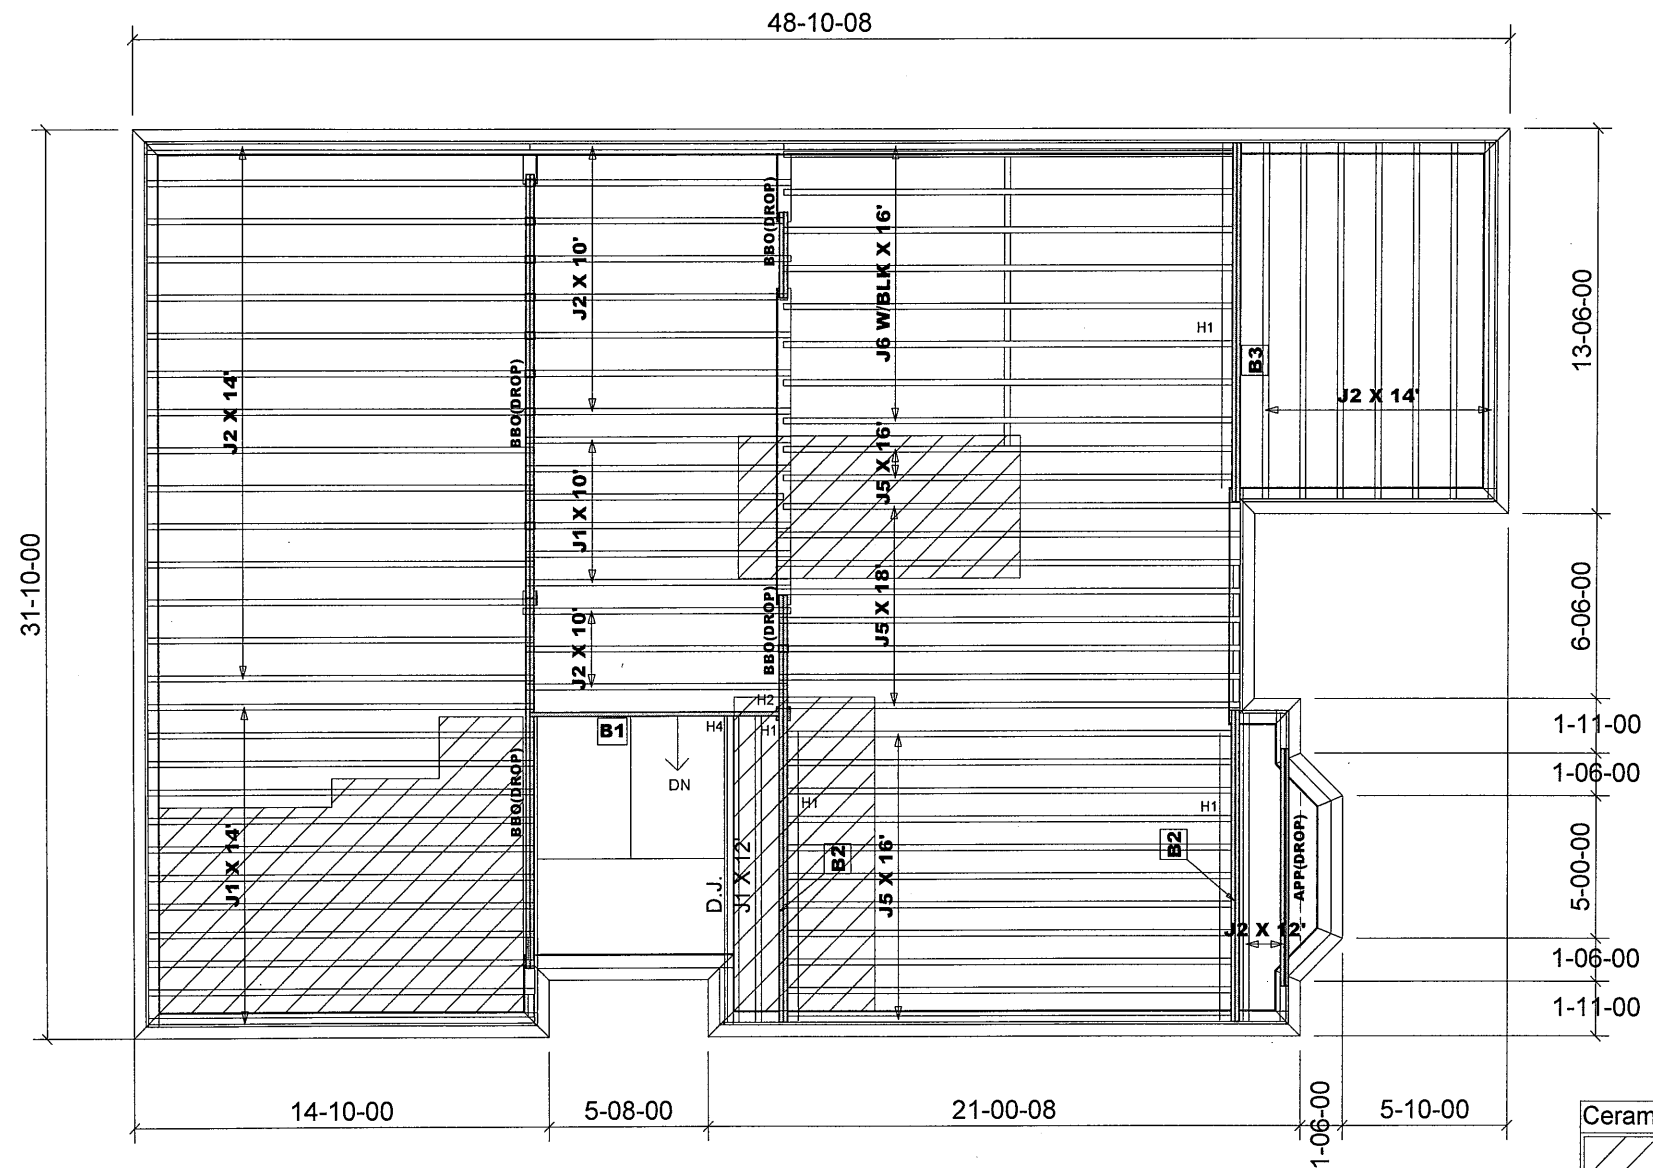 48-10-08
31-10-00
J2 X 14'
BBO(DROP)
J2 X 10'
BBO(DROP)
J6 W/BLK X 16'
H1
B3
J2 X 14'
13-06-00
J1 X 10'
J5 X 16'
J5 X 18'
6-06-00
J2 X 10'
BBO(DROP)
H2
B1
H4
H1
DN
BBO(DROP)
J1 X 14'
D.J.
J1 X 12'
H1
B2
J5 X 16'
H1
B2
APP(DROP)
J2 X 12'
1-11-00
1-06-00
5-00-00
1-06-00
1-11-00
14-10-00
5-08-00
21-00-08
1-06-00
5-10-00
Ceram